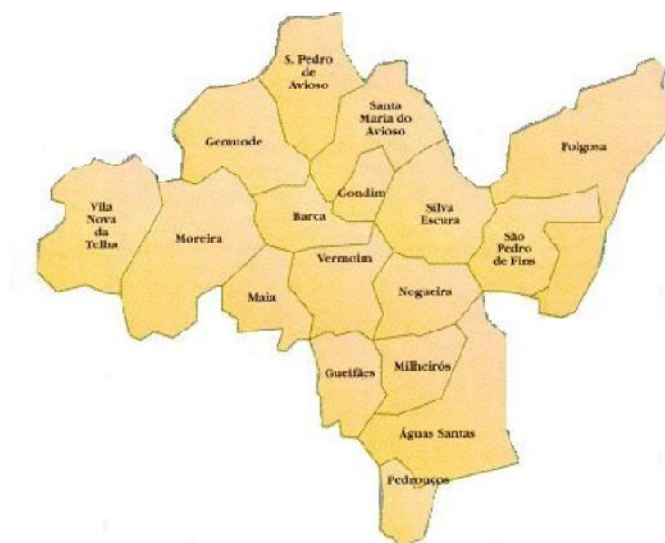 S. Pedro
de
Avioso
Santa
Maria do
Avioso
Gemunde
Folgosa
Gondim
Vila
Nova
da
Telha
Moreira
Barca
Silva
Escura
São
Pedro
de Fins
Vermoim
Maia
Nogueira
Gueifães
Milheirós
Águas Santas
Pedrouços